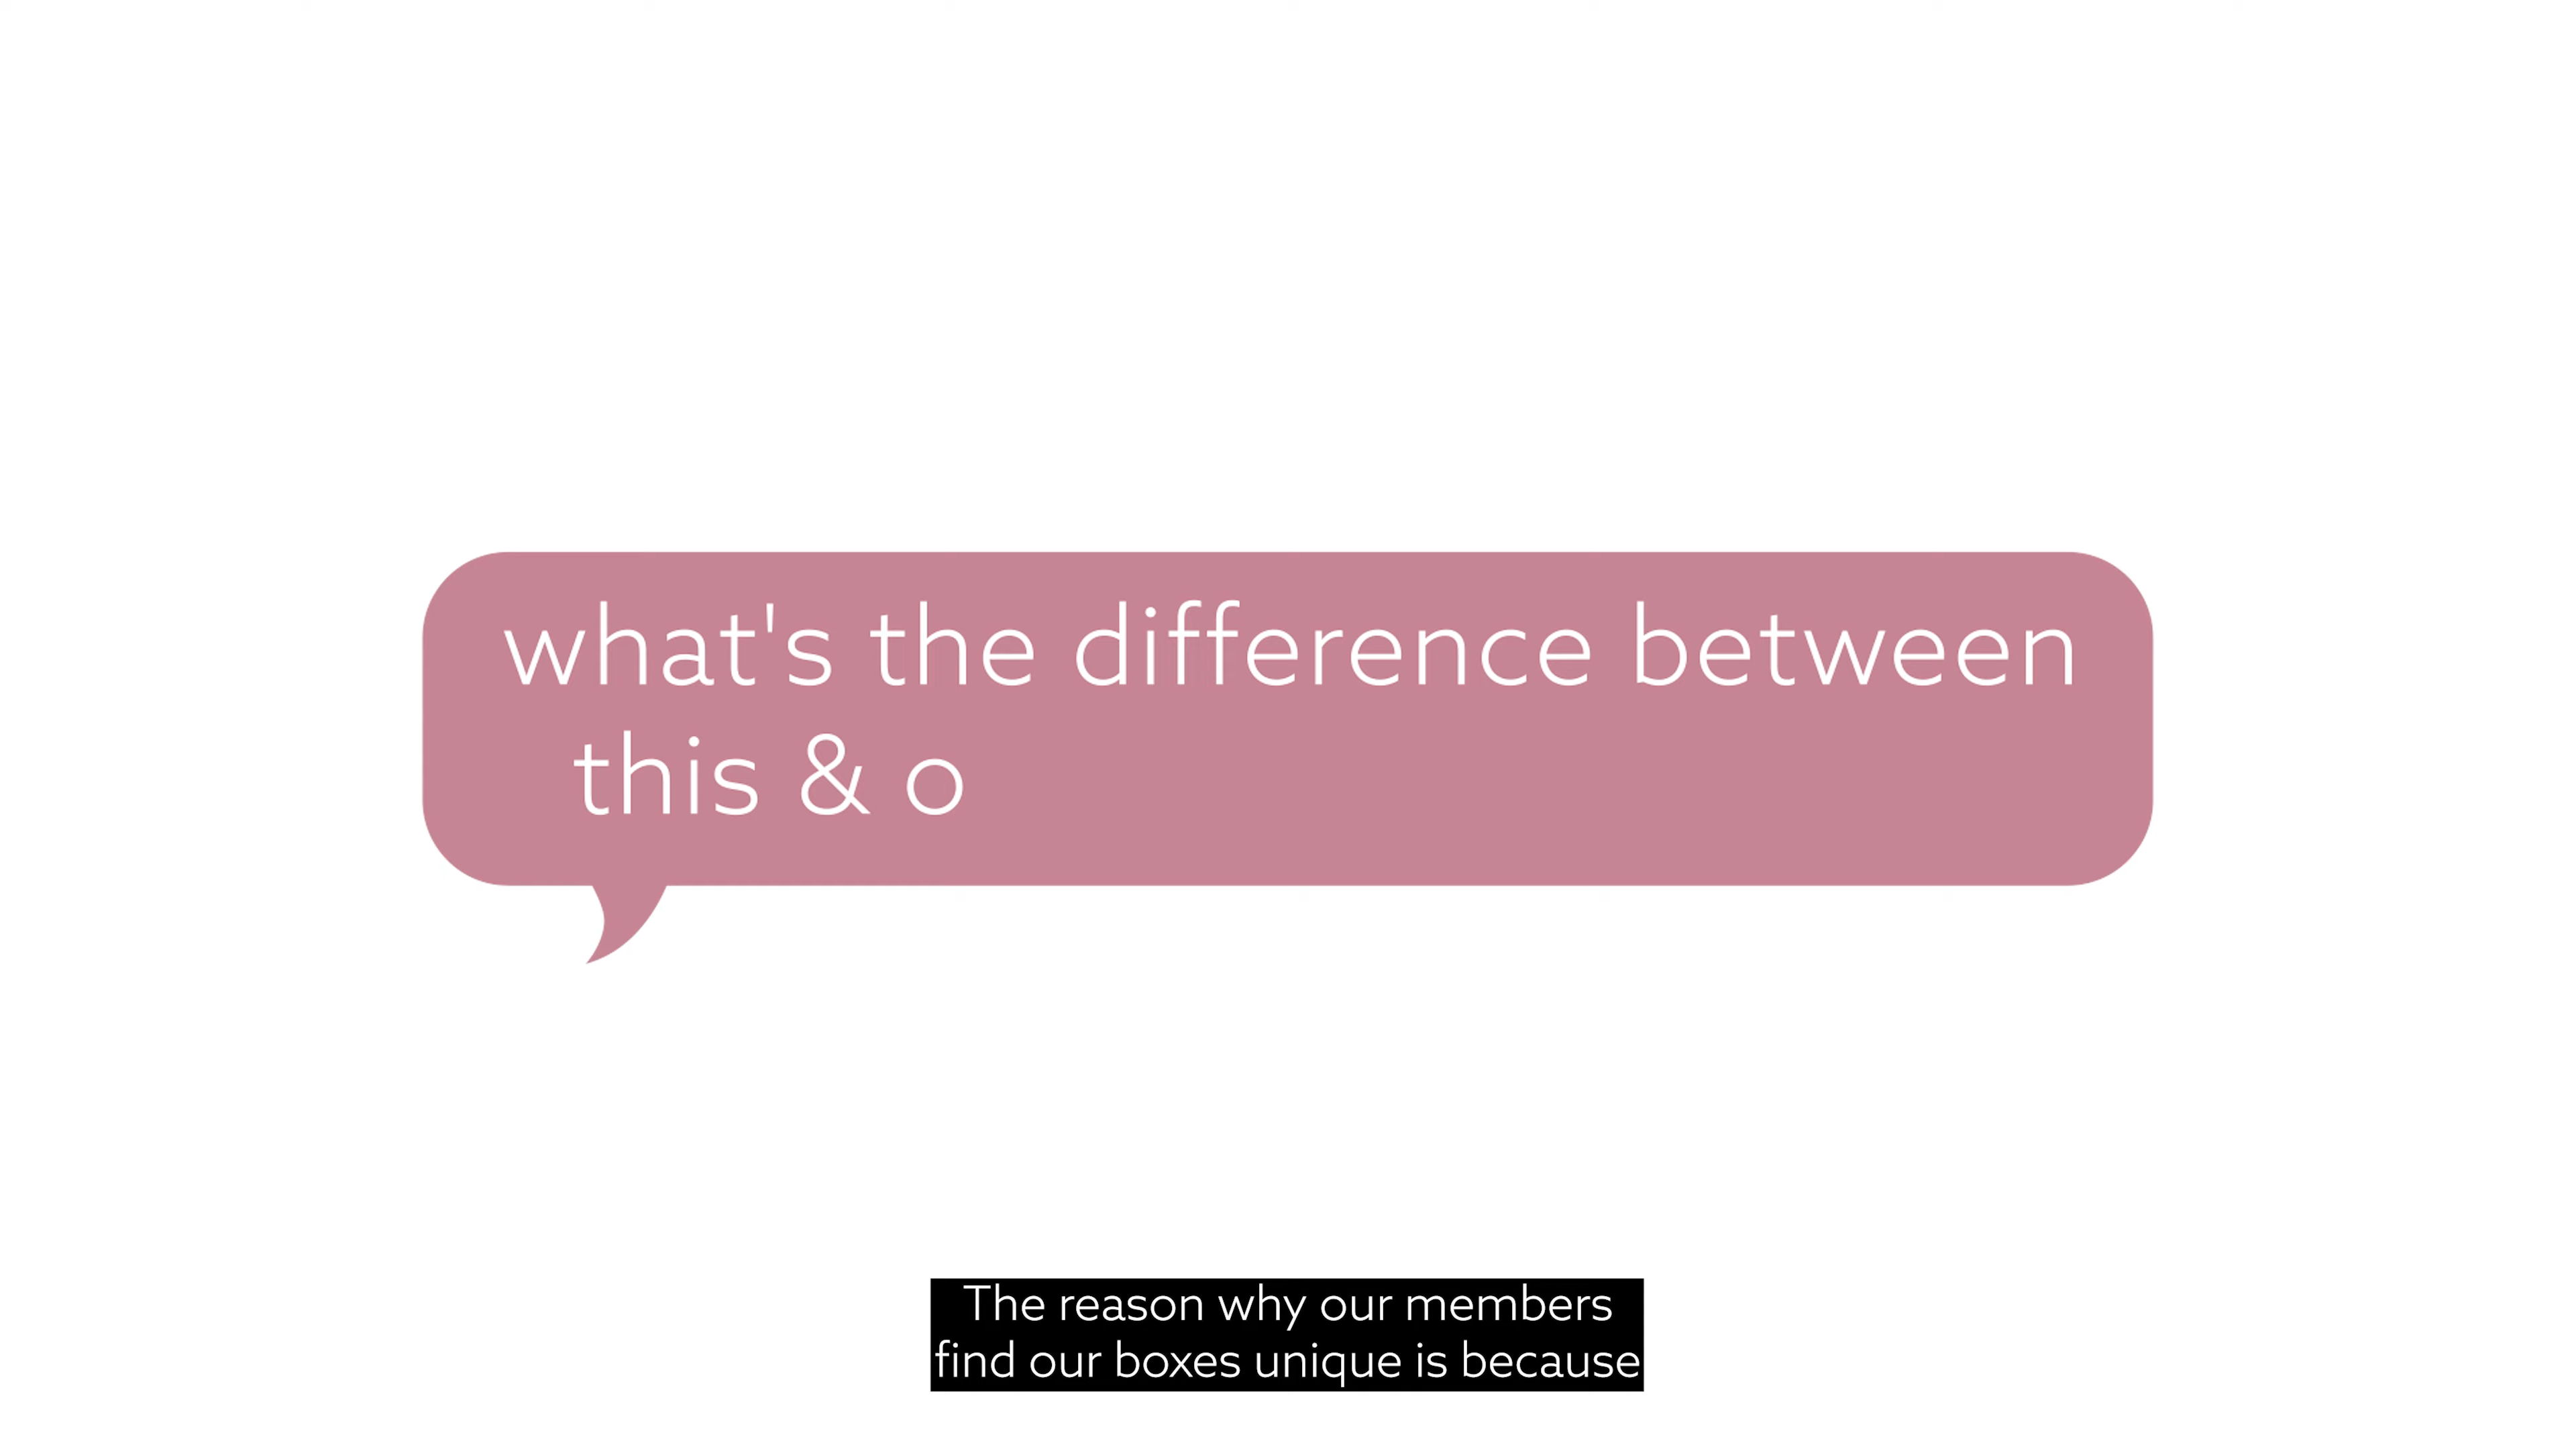 what's the difference between
this & o
The reason why our members
find our boxes unique is because